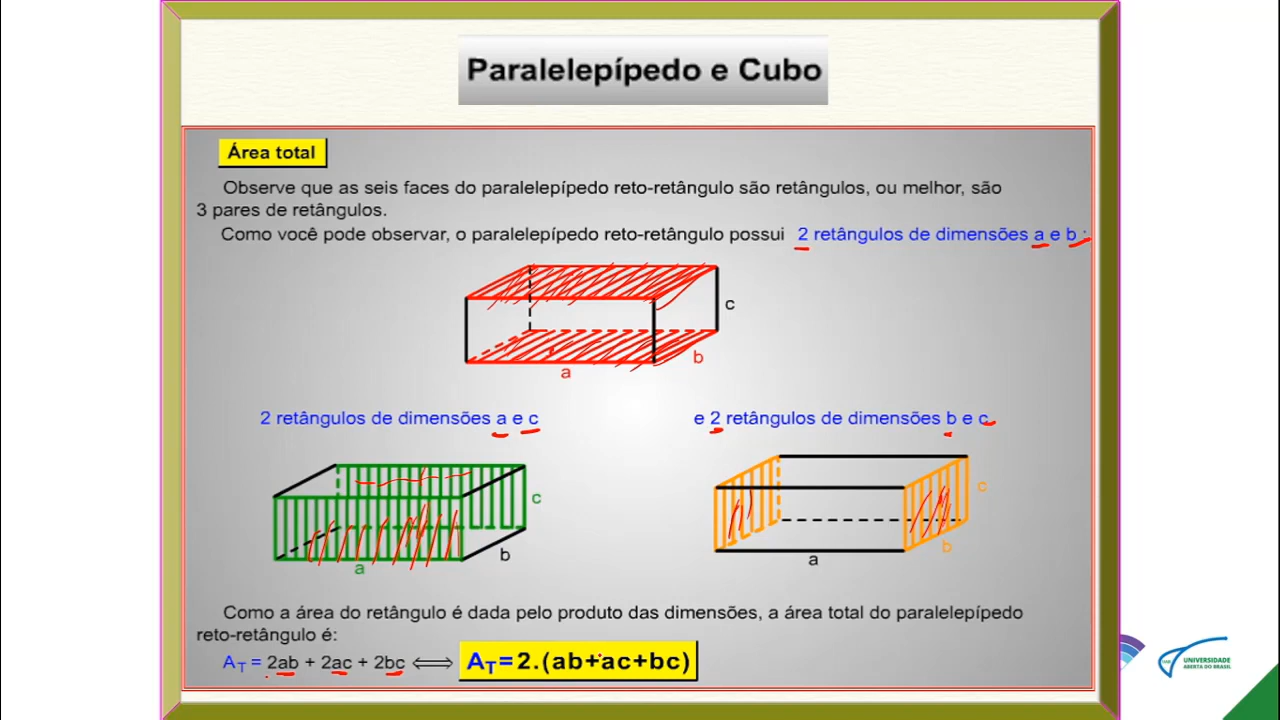 Paralelepípedo e Cubo
Área total
Observe que as seis faces do paralelepípedo reto-retângulo são retângulos, ou melhor, são
3 pares de retângulos.
Como você pode observar, o paralelepípedo reto-retângulo possui 2 retângulos de dimensões a e b :
c
b
a
2 retângulos de dimensões a e c
e 2 retângulos de dimensões b e c
c
b
a
c
b
a
Como a área do retângulo é dada pelo produto das dimensões, a área total do paralelepípedo
reto-retângulo é:
AT = 2ab + 2ac + 2bc ⟺ AT=2.(ab+ac+bc)
UNIVERSIDADE
ABERTA DO BRASIL